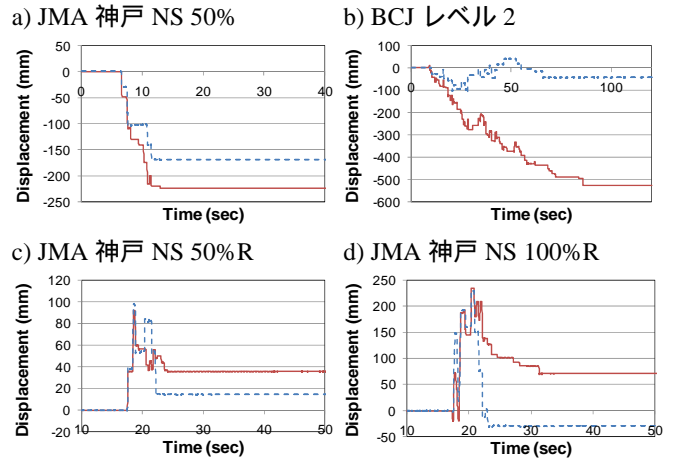 a) JMA 神戸 NS 50%
50
0
-50
-100
-150
-200
-250
0 10 20 30 40
Displacement (mm)
Time (sec)
b) BCJ レベル 2
100
0
-100
-200
-300
-400
-500
-600
0 50 100
Displacement (mm)
Time (sec)
c) JMA 神戸 NS 50%R
120
100
80
60
40
20
0
-20
10 20 30 40 50
Displacement (mm)
Time (sec)
d) JMA 神戸 NS 100%R
250
200
150
100
50
0
-50
10 20 30 40 50
Displacement (mm)
Time (sec)